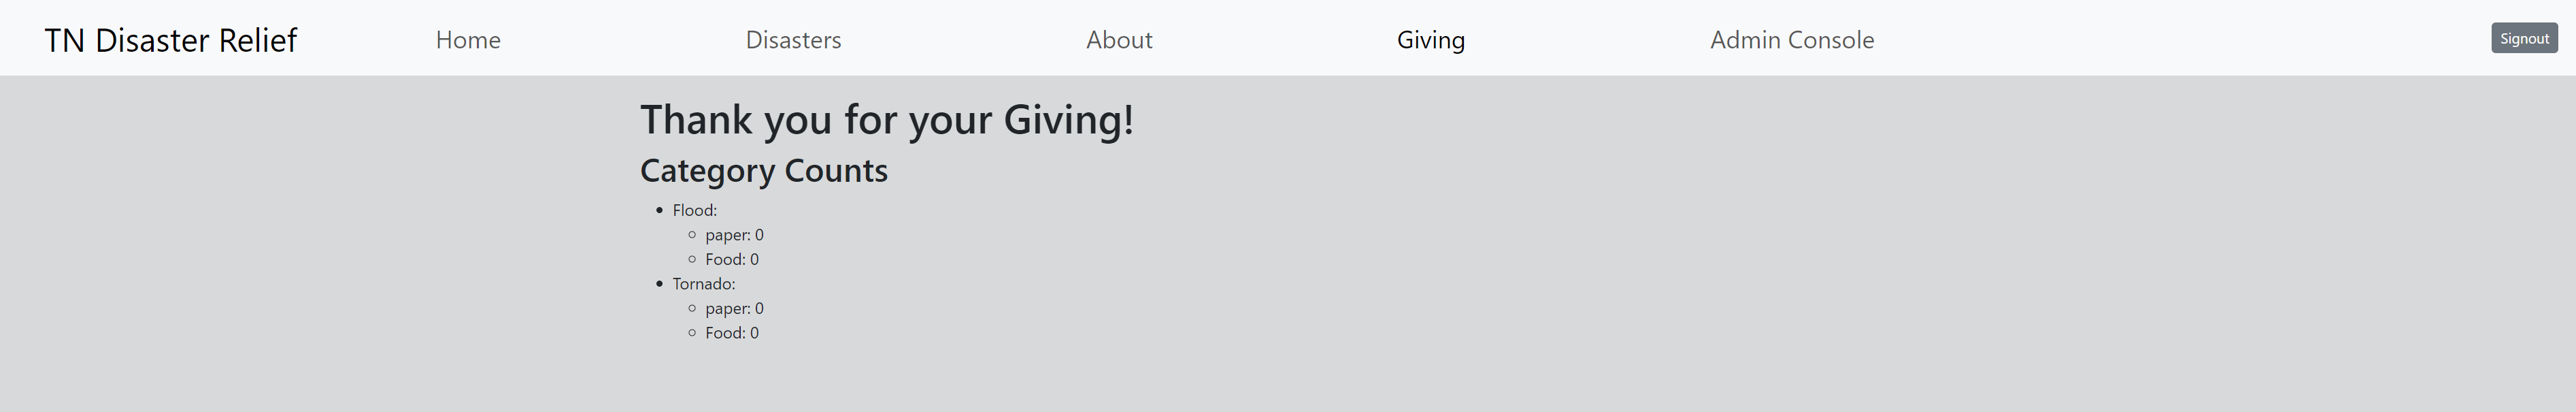 TN Disaster Relief Home Disasters About Giving Admin Console Signout
Thank you for your Giving!
Category Counts
Flood:
paper: 0
Food: 0
Tornado:
paper: 0
Food: 0